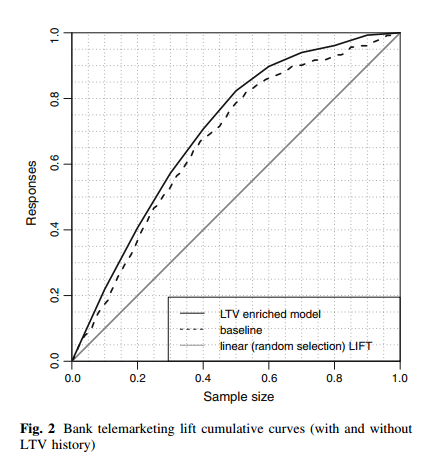 1.0
0.8
0.6
0.4
0.2
0.0
Responses
LTV enriched model
baseline
linear (random selection) LIFT
0.0 0.2 0.4 0.6 0.8 1.0
Sample size
Fig. 2 Bank telemarketing lift cumulative curves (with and without
LTV history)